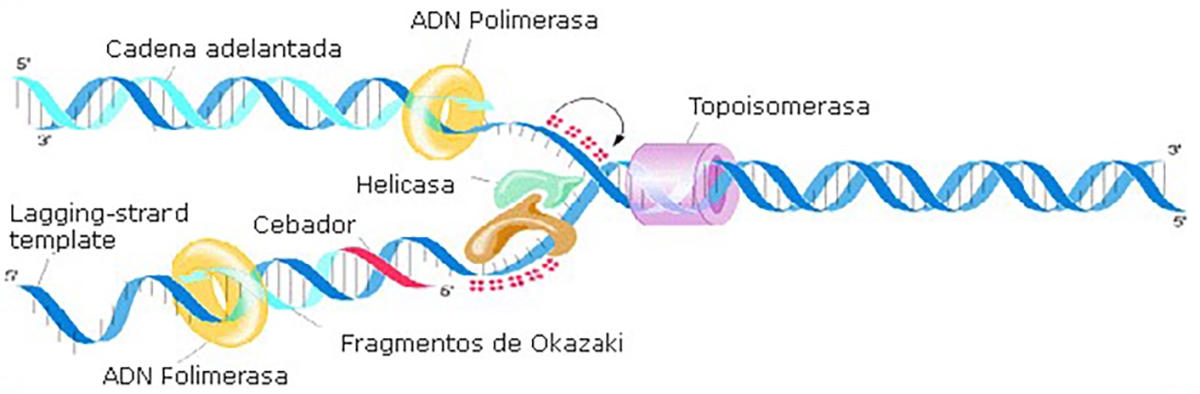 ADN Polimerasa
Cadena adelantada
5'
3'
Topoisomerasa
3'
5'
Helicasa
Lagging-strard
template
Cebador
5'
6'
Fragmentos de Okazaki
ADN Folimerasa